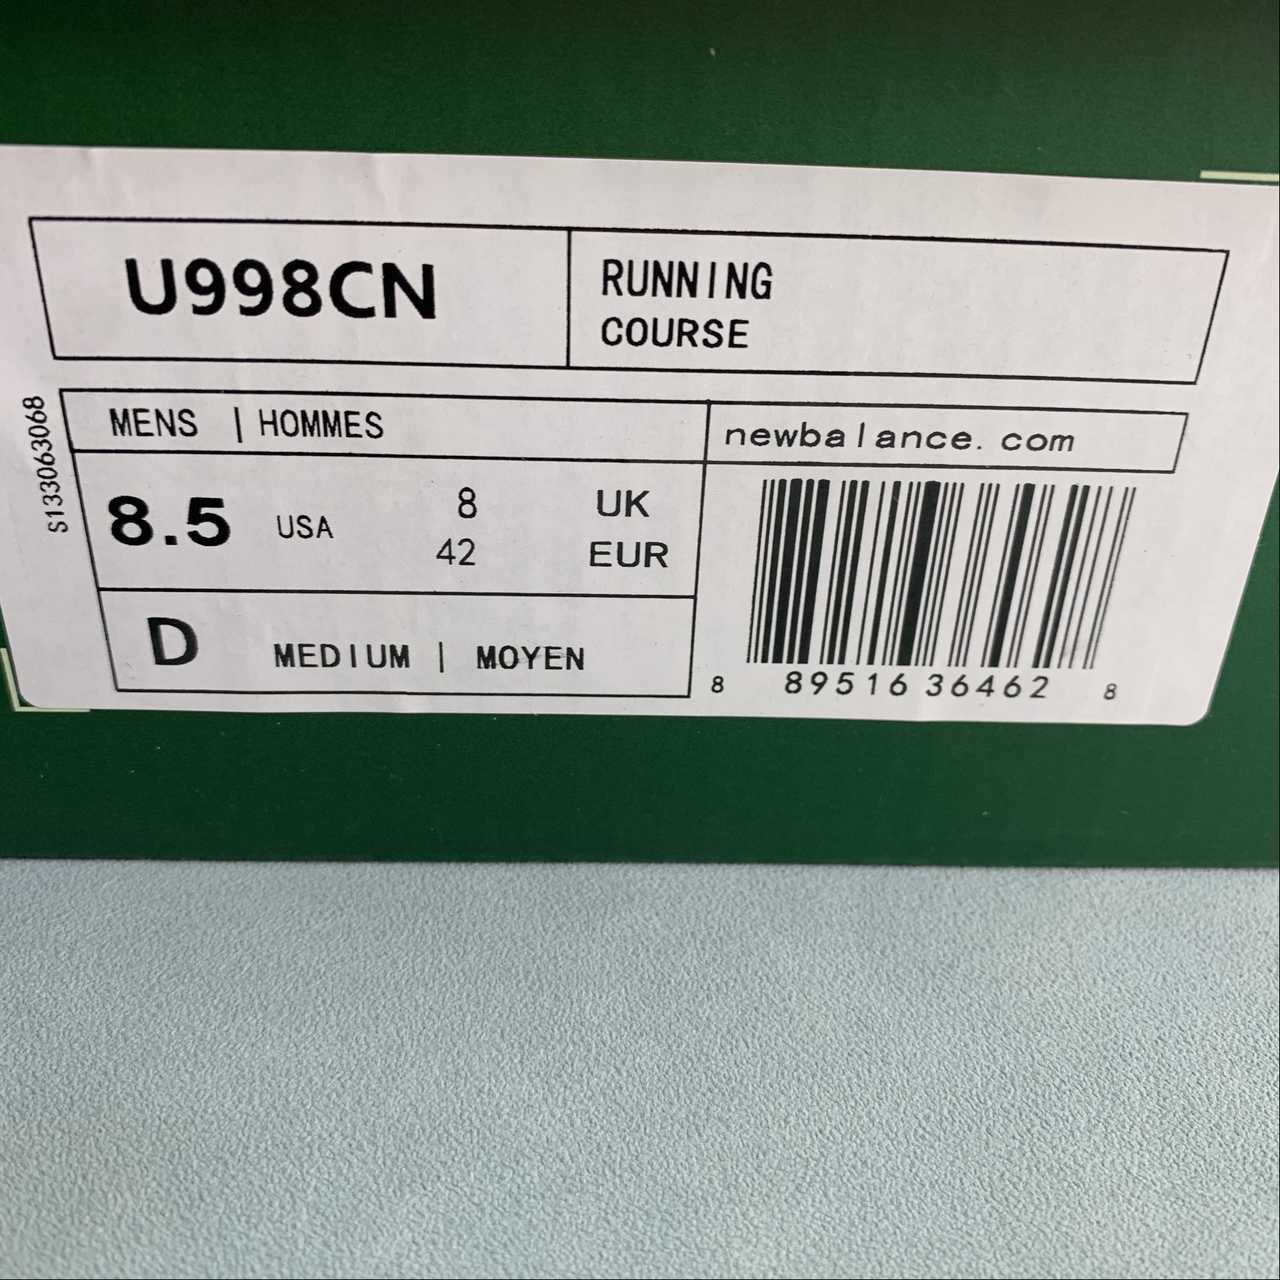 U998CN
RUNNING
COURSE
S133063068
MENS | HOMMES
newbalance.com
8.5 USA 8 UK
42 EUR
D MEDIUM | MOYEN
8 89516 36462 8